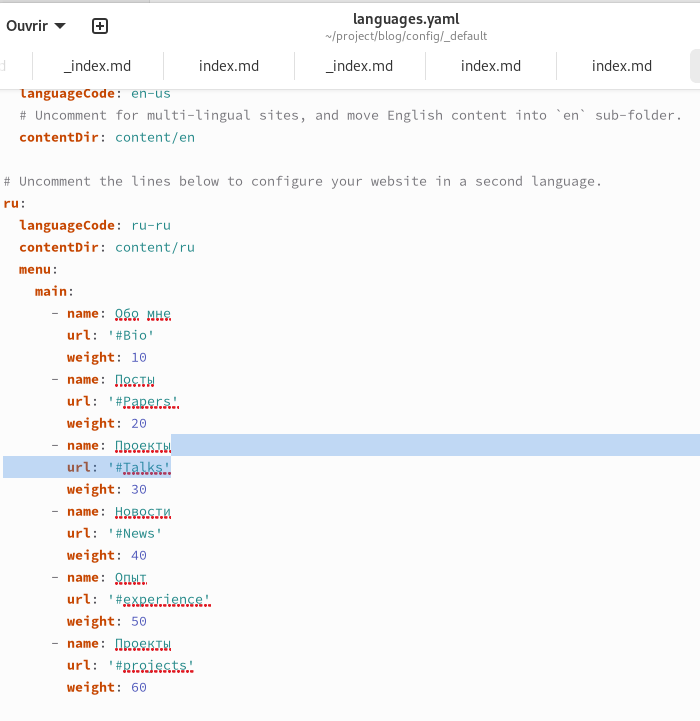 Ouvrir
languages.yaml
~/project/blog/config/_default
d
_index.md
index.md
_index.md
index.md
index.md
languageCode: en-us
# Uncomment for multi-lingual sites, and move English content into `en` sub-folder.
contentDir: content/en
# Uncomment the lines below to configure your website in a second language.
ru:
languageCode: ru-ru
contentDir: content/ru
menu:
main:
- name: Обо мне
url: '#Bio'
weight: 10
- name: Посты
url: '#Papers'
weight: 20
- name: Проекты
url: '#Talks'
weight: 30
- name: Новости
url: '#News'
weight: 40
- name: Опыт
url: '#experience'
weight: 50
- name: Проекты
url: '#projects'
weight: 60